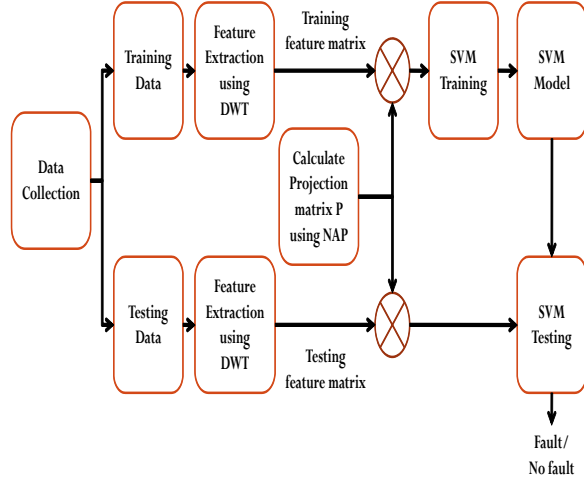 Data
Collection
Training
Data
Feature
Extraction
using
DWT
Training
feature matrix
SVM
Training
SVM
Model
Calculate
Projection
matrix P
using NAP
Testing
Data
Feature
Extraction
using
DWT
Testing
feature matrix
SVM
Testing
Fault/
No fault